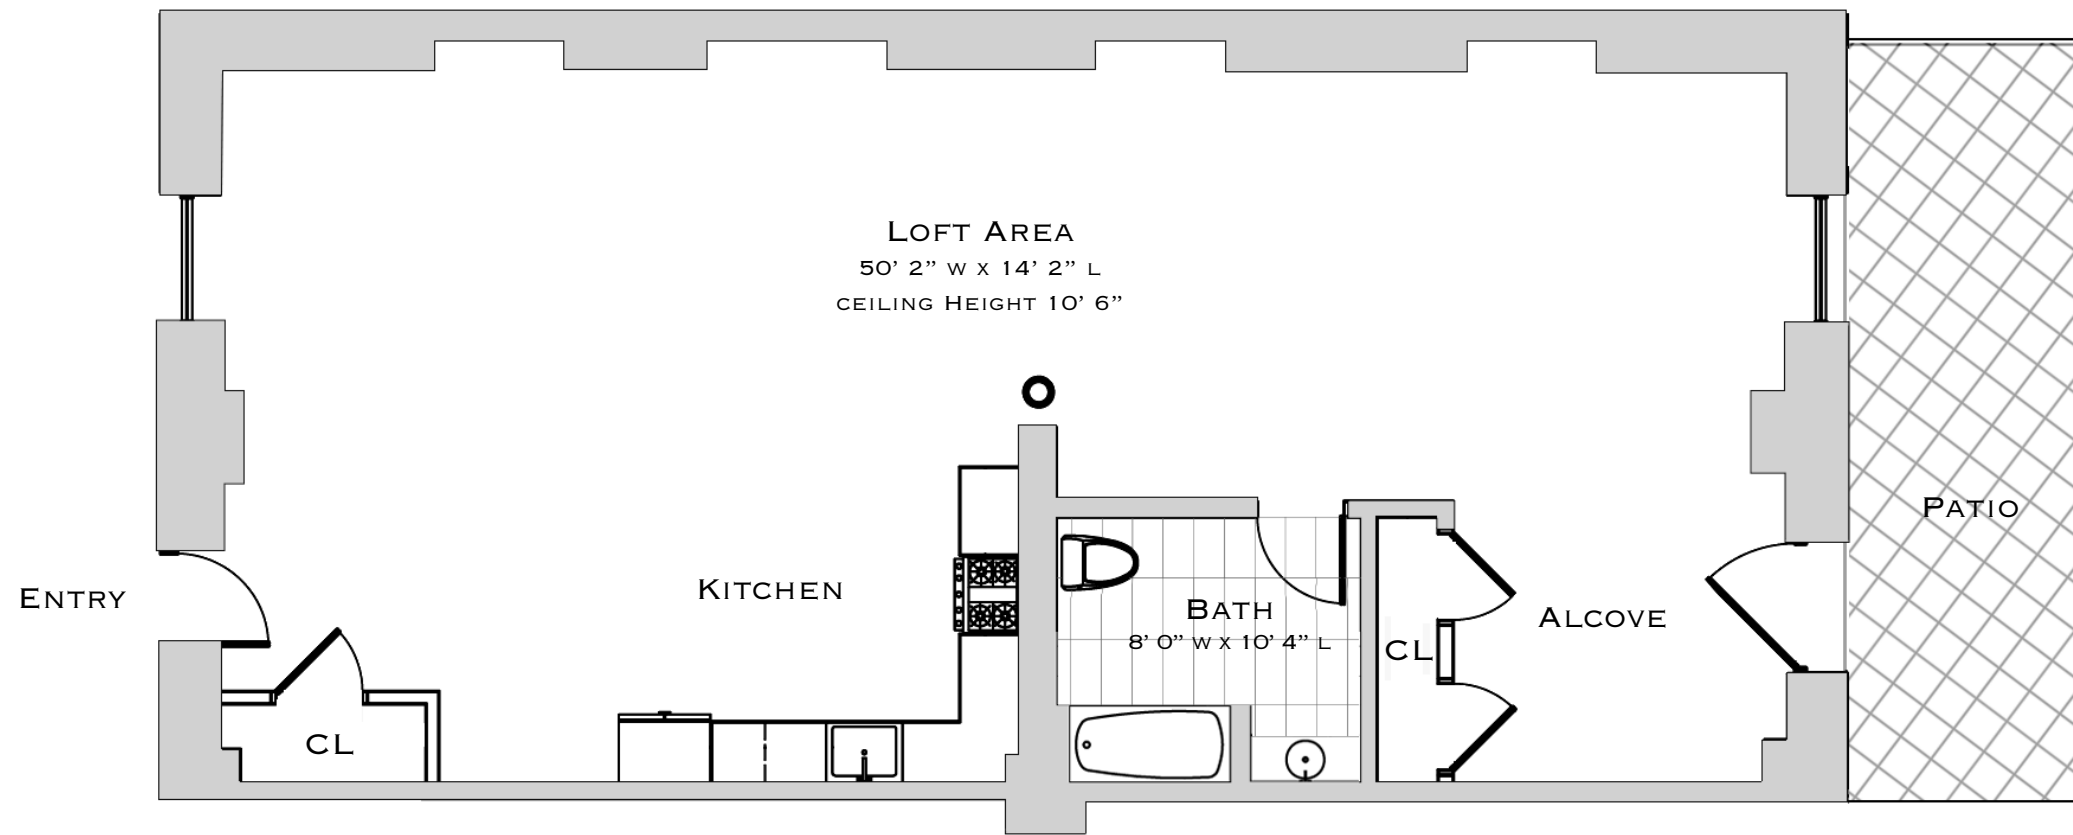 Loft Area
50' 2” w x 14' 2” l
ceiling Height 10' 6”
Patio
Entry
Kitchen
Bath
8' 0” w x 10' 4” l
Alcove
CL
CL